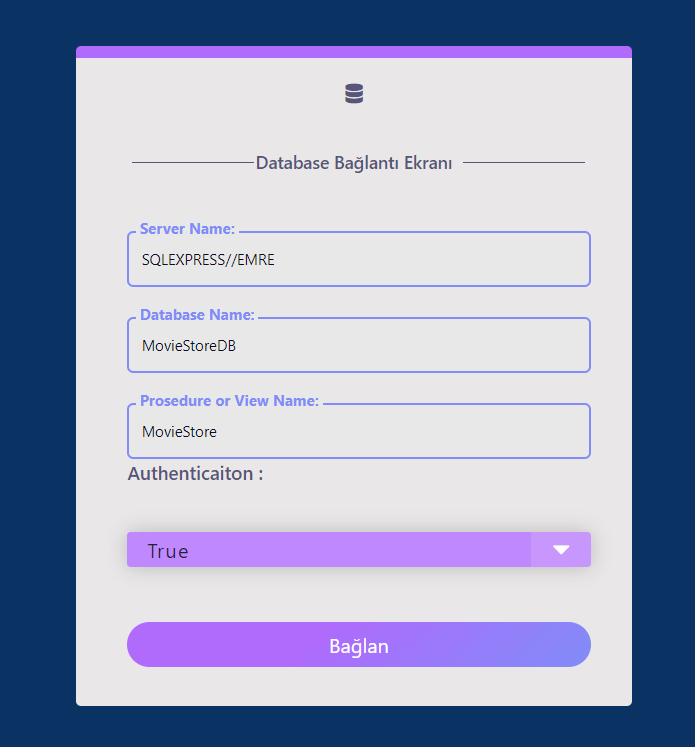 Database Bağlantı Ekranı
Server Name:
SQLEXPRESS//EMRE
Database Name:
MovieStoreDB
Prosedure or View Name:
MovieStore
Authenticaiton :
True
Bağlan